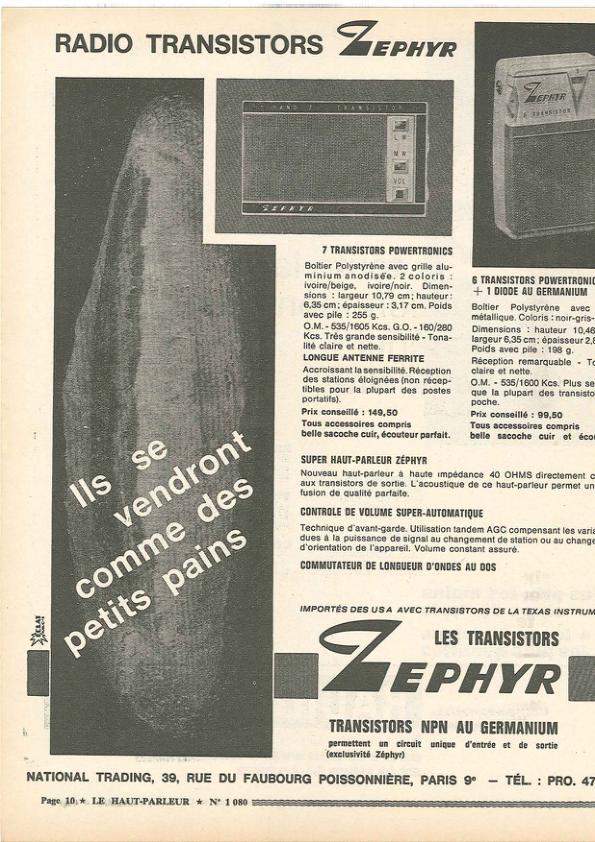 RADIO TRANSISTORS ZEPHYR
BAND 7 TRANSISTOR
L W
M W
VOL
ZEPHYR
ZEPHYR
6 TRANSISTOR
7 TRANSISTORS POWERTRONICS
Boîtier Polystyrène avec grille alu-
minium anodisée. 2 coloris :
ivoire/beige, ivoire/noir. Dimen-
sions : largeur 10,79 cm; hauteur:
6,35 cm; épaisseur : 3,17 cm. Poids
avec pile : 255 g.
O.M. - 535/1605 Kcs. G.O. - 160/280
Kcs. Très grande sensibilité - Tona-
lité claire et nette.
LONGUE ANTENNE FERRITE
Accroissant la sensibilité. Réception
des stations éloignées (non récep-
tibles pour la plupart des postes
portatifs).
Prix conseillé : 149,50
Tous accessoires compris
belle sacoche cuir, écouteur parfait.
6 TRANSISTORS POWERTRONIC
+ 1 DIODE AU GERMANIUM
Boîtier Polystyrène avec
métallique. Coloris : noir-gris-
Dimensions : hauteur 10,46
largeur 6,35 cm; épaisseur 2,8
Poids avec pile : 198 g.
Réception remarquable - To
claire et nette.
O.M. - 535/1600 Kcs. Plus se
que la plupart des transisto
poche.
Prix conseillé : 99,50
Tous accessoires compris
belle sacoche cuir et écou
Ils se
vendront
comme des
petits pains
SUPER HAUT-PARLEUR ZÉPHYR
Nouveau haut-parleur à haute impédance 40 OHMS directement c
aux transistors de sortie. L'acoustique de ce haut-parleur permet un
fusion de qualité parfaite.
CONTROLE DE VOLUME SUPER-AUTOMATIQUE
Technique d'avant-garde. Utilisation tandem AGC compensant les varia
dues à la puissance de signal au changement de station ou au change
d'orientation de l'appareil. Volume constant assuré.
COMMUTATEUR DE LONGUEUR D'ONDES AU DOS
IMPORTÉS DES USA AVEC TRANSISTORS DE LA TEXAS INSTRUM
LES TRANSISTORS
ZEPHYR
TRANSISTORS NPN AU GERMANIUM
permettent un circuit unique d'entrée et de sortie
(exclusivité Zéphyr)
NATIONAL TRADING, 39, RUE DU FAUBOURG POISSONNIÈRE, PARIS 9e — TÉL. : PRO. 47
Page 10 ★ LE HAUT-PARLEUR ★ N° 1 080